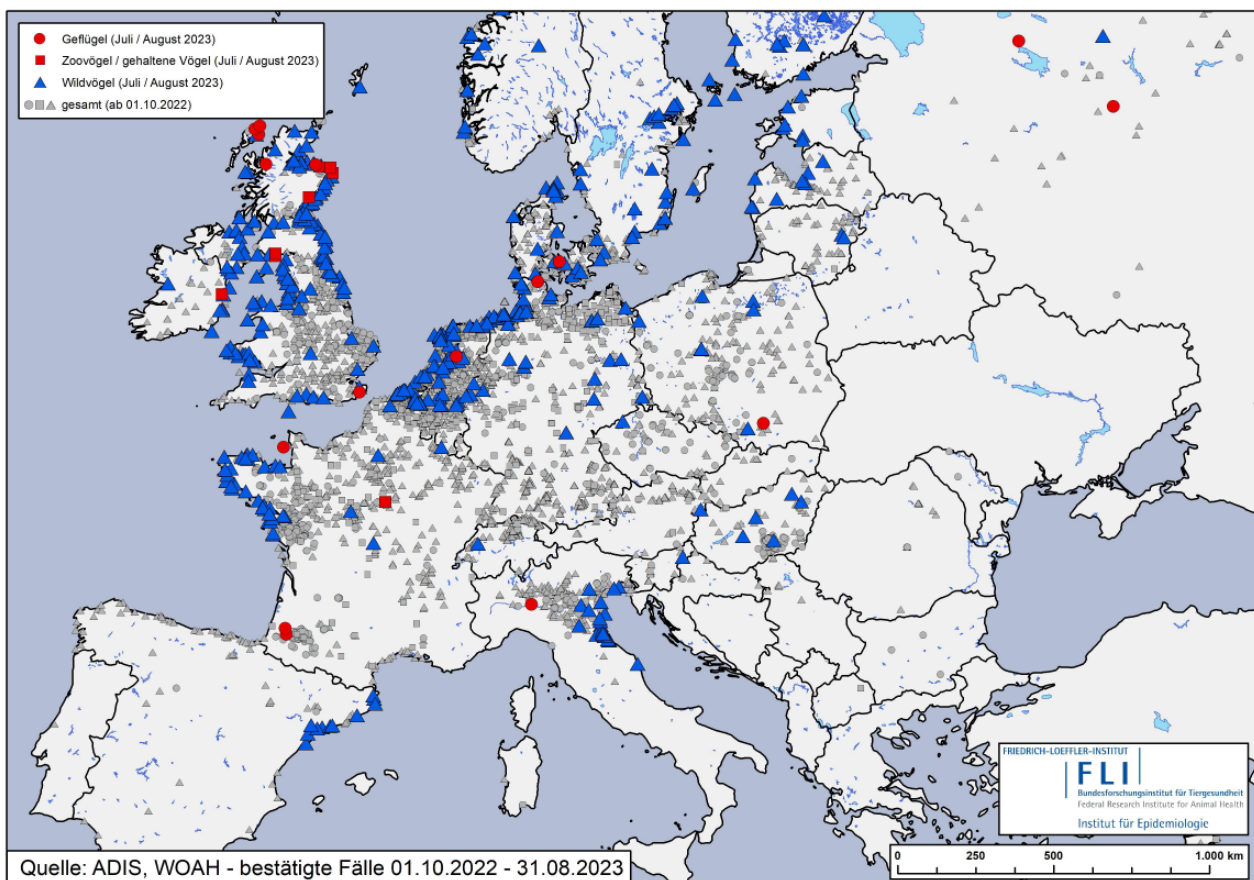 Geflügel (Juli / August 2023)
Zoovögel / gehaltene Vögel (Juli / August 2023)
Wildvögel (Juli / August 2023)
gesamt (ab 01.10.2022)
FRIEDRICH-LOEFFLER-INSTITUT
FLI
Bundesforschungsinstitut für Tiergesundheit
Federal Research Institute for Animal Health
Institut für Epidemiologie
Quelle: ADIS, WOAH - bestätigte Fälle 01.10.2022 - 31.08.2023
0 250 500 1.000 km